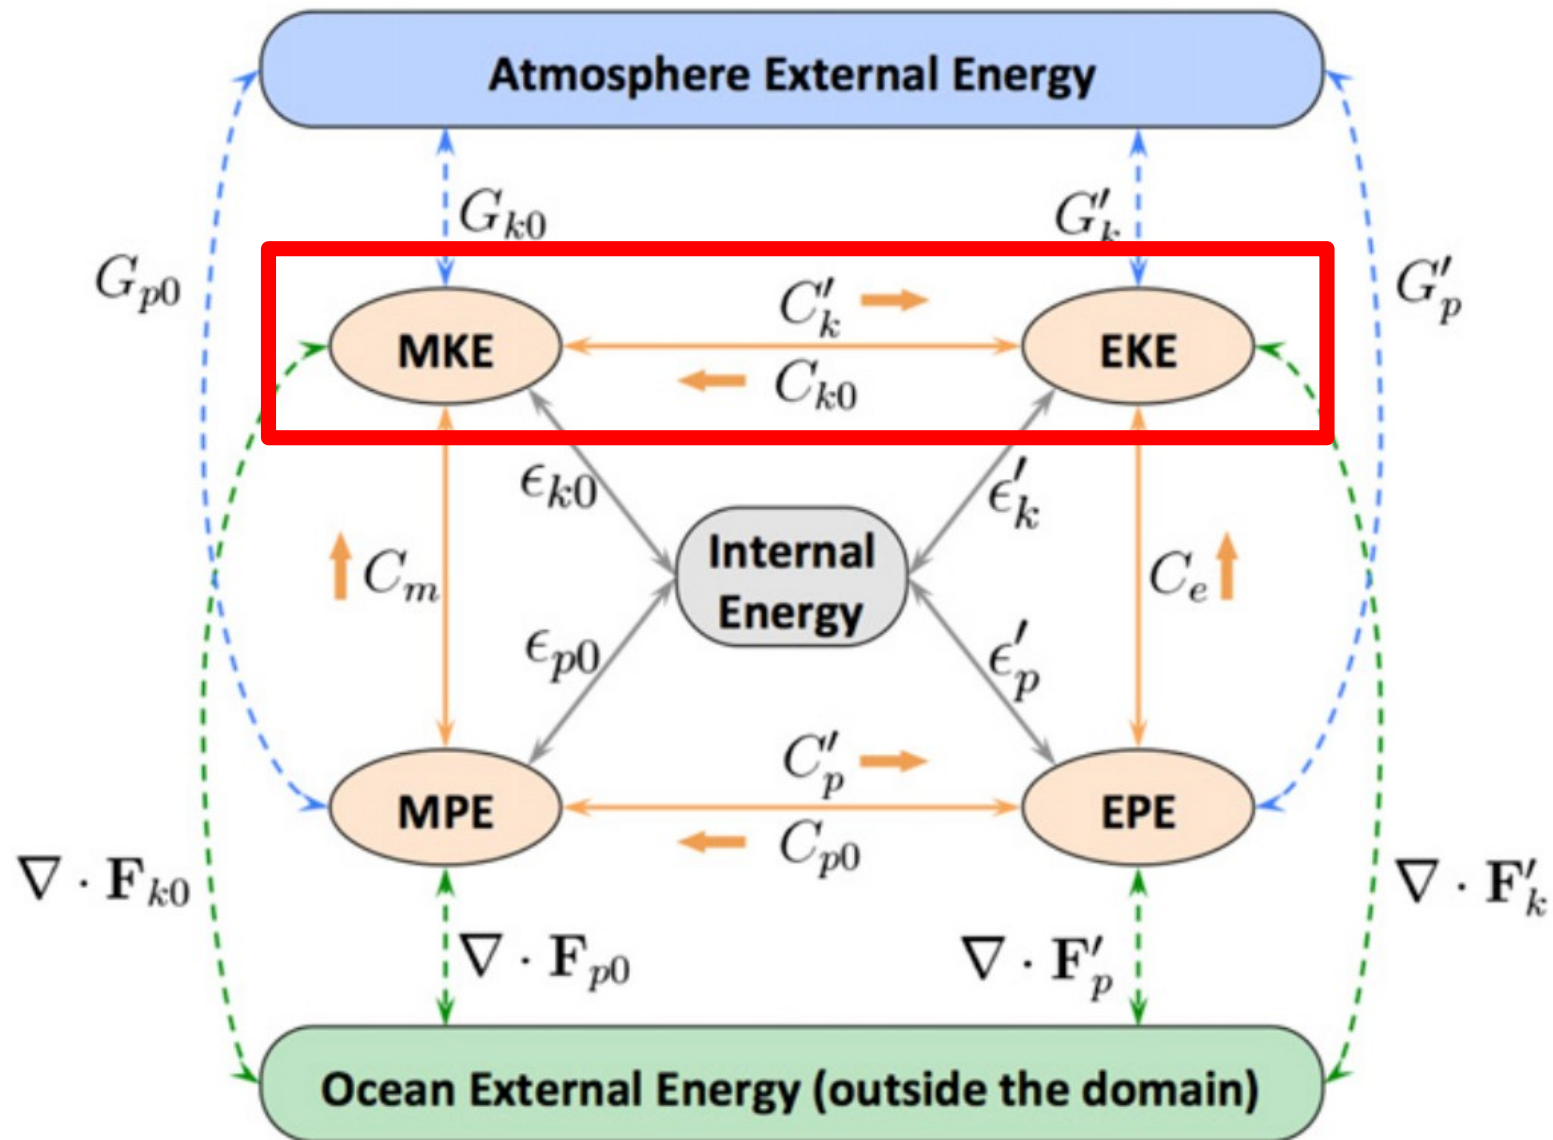 Atmosphere External Energy
G_{k0}
G'_k
G_{p0}
G'_p
C'_k
MKE
EKE
C_{k0}
ϵ_{k0}
ϵ'_k
Internal
Energy
C_m
C_e
ϵ_{p0}
ϵ'_p
C'_p
MPE
EPE
C_{p0}
∇ · F_{k0}
∇ · F'_k
∇ · F_{p0}
∇ · F'_p
Ocean External Energy (outside the domain)